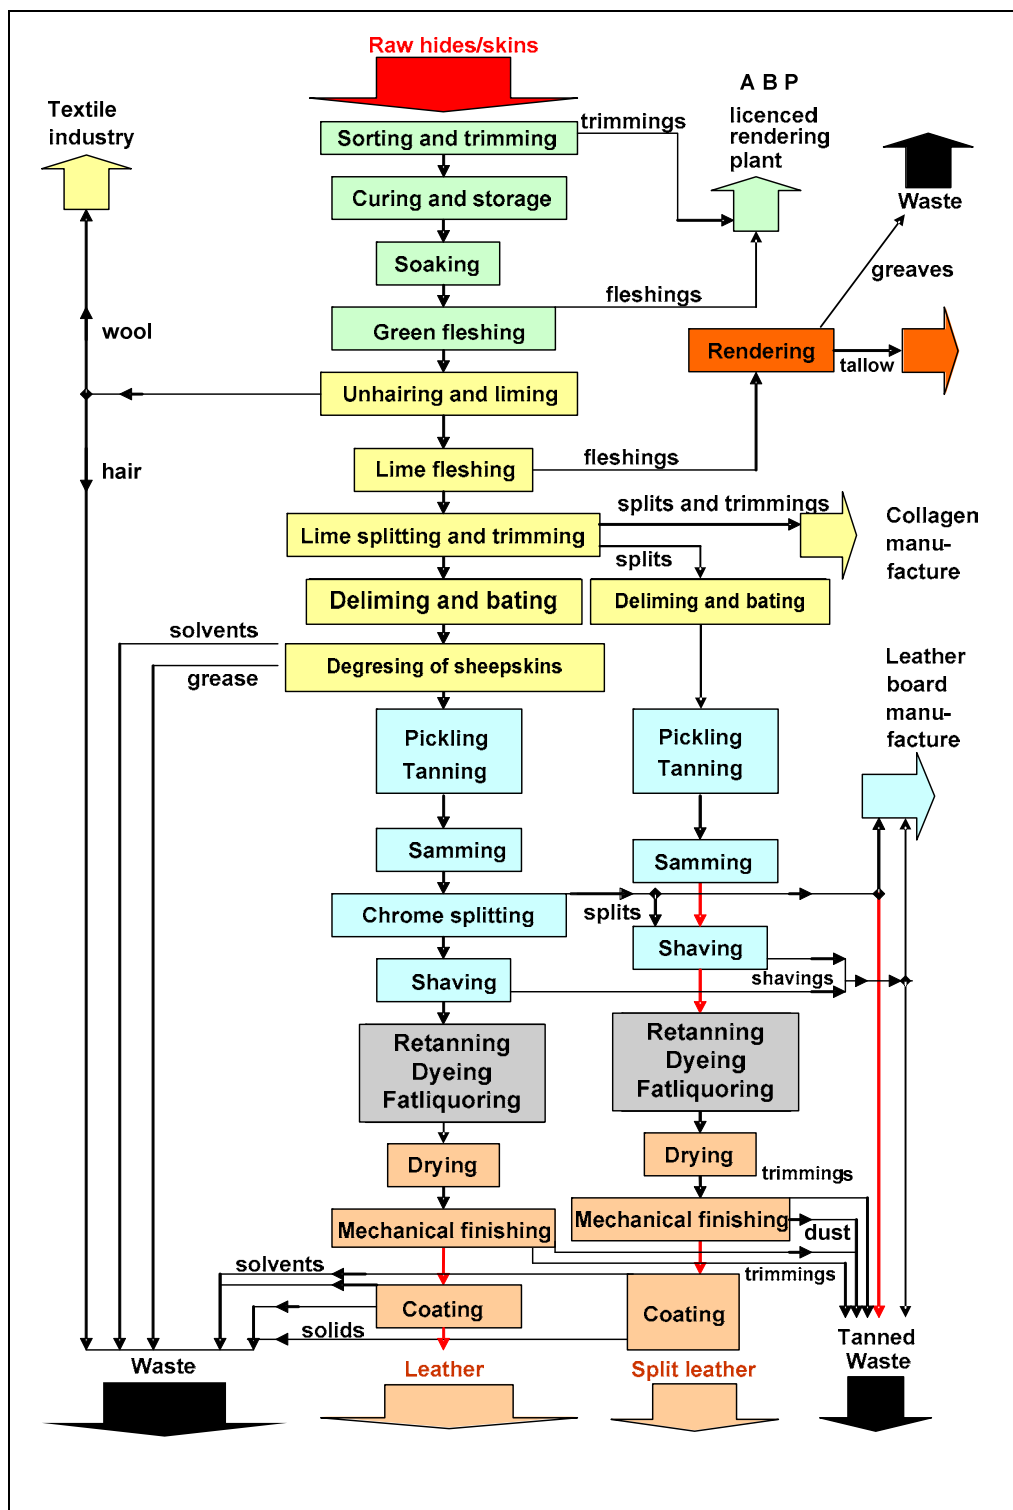 Raw hides/skins
A B P
licenced
rendering
plant
Textile
industry
trimmings
Sorting and trimming
Waste
Curing and storage
Soaking
greaves
fleshings
wool
Green fleshing
Rendering
tallow
Unhairing and liming
hair
Lime fleshing
fleshings
splits and trimmings
Collagen
manu-
facture
Lime splitting and trimming
splits
Deliming and bating
Deliming and bating
solvents
grease
Degresing of sheepskins
Leather
board
manu-
facture
Pickling
Tanning
Pickling
Tanning
Samming
Samming
Chrome splitting
splits
Shaving
shavings
Shaving
Retanning
Dyeing
Fatliquoring
Retanning
Dyeing
Fatliquoring
Drying
Drying
trimmings
Mechanical finishing
Mechanical finishing
dust
solvents
trimmings
Coating
Coating
solids
Tanned
Waste
Waste
Leather
Split leather